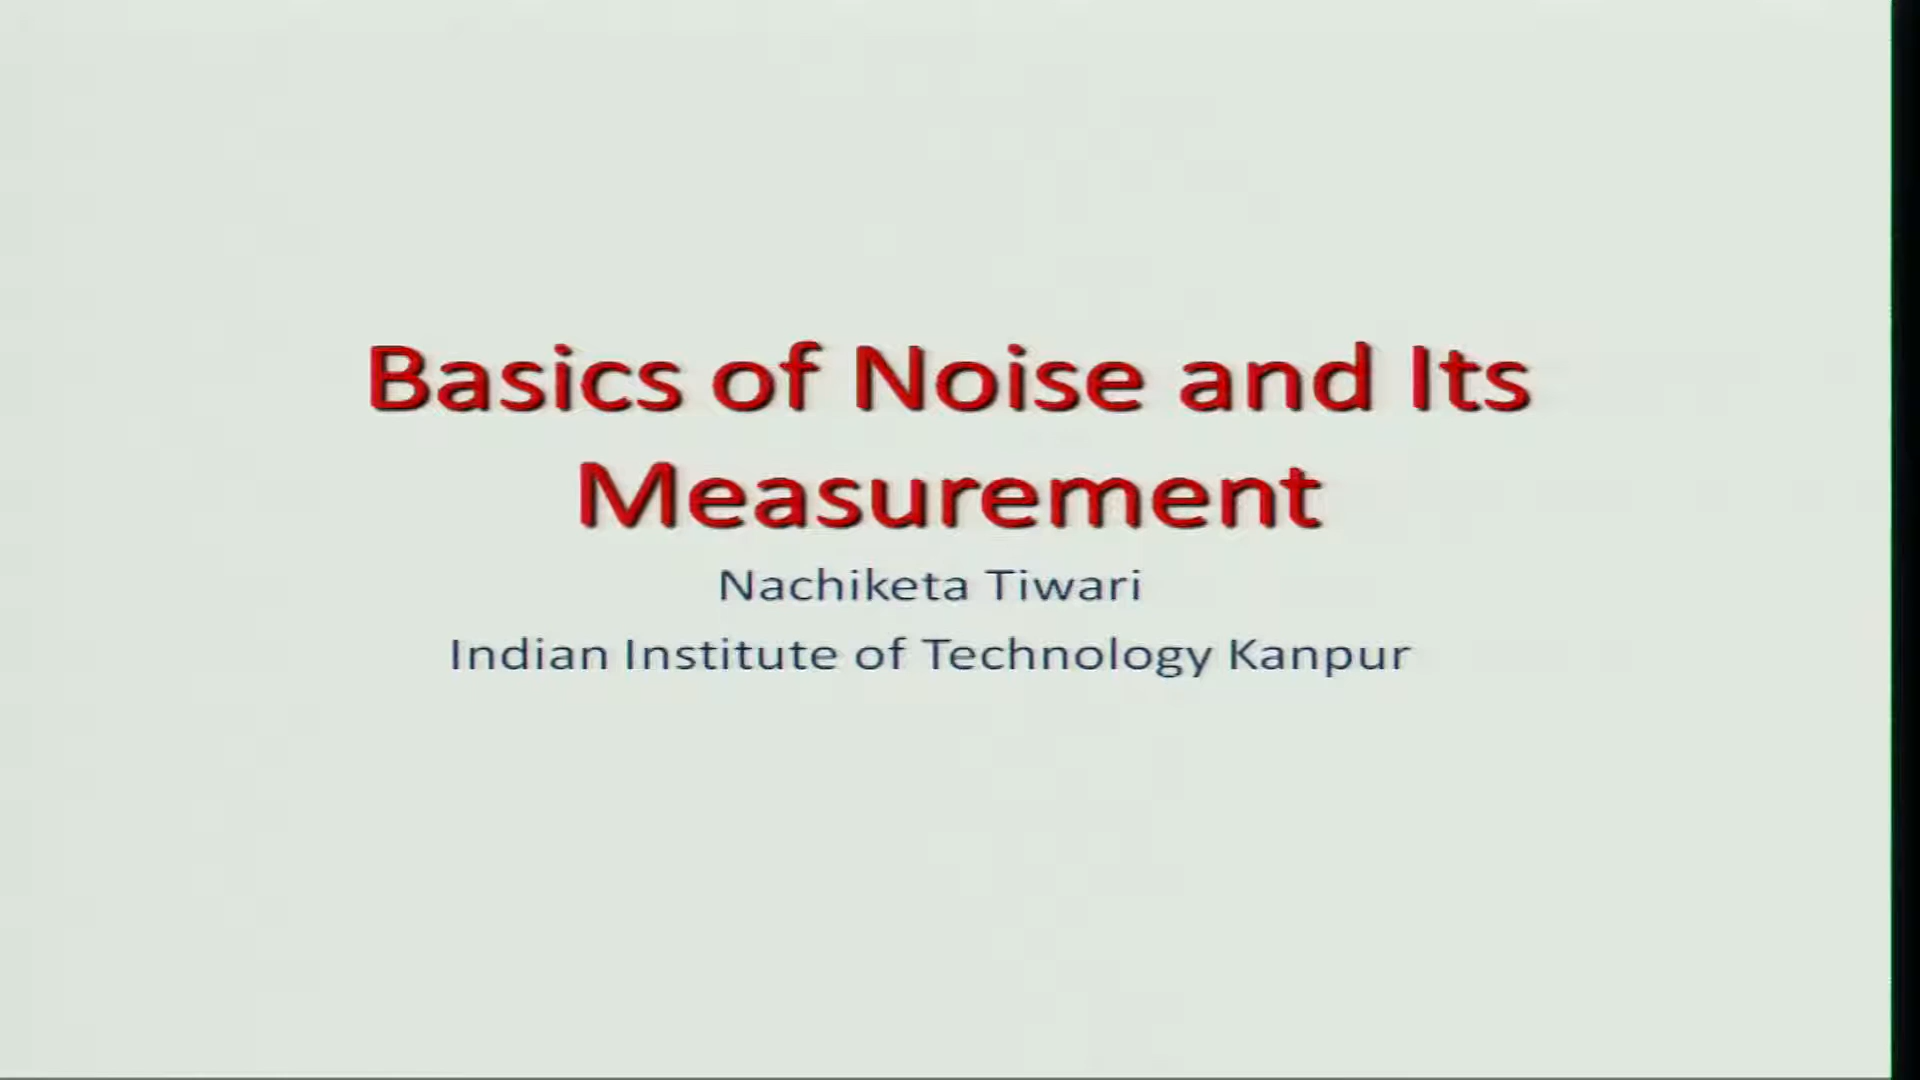 Basics of Noise and Its
Measurement
Nachiketa Tiwari
Indian Institute of Technology Kanpur